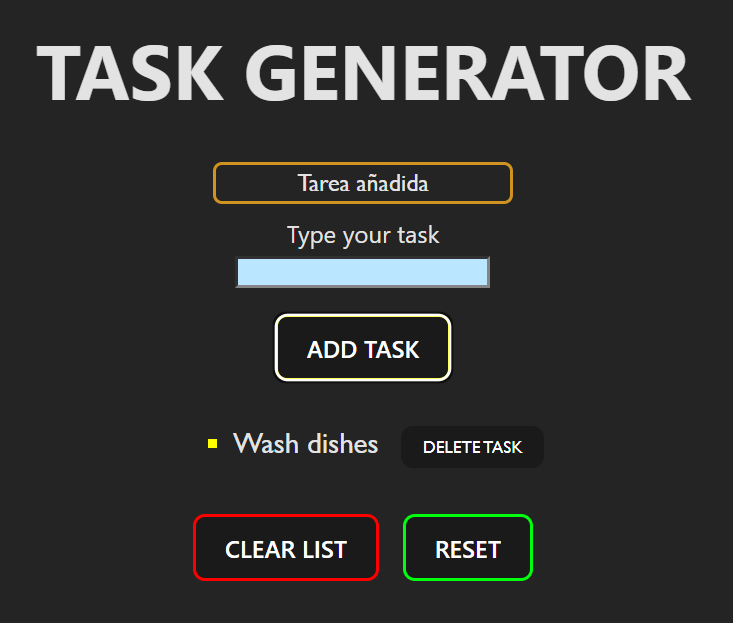 TASK GENERATOR
Tarea añadida
Type your task
ADD TASK
Wash dishes DELETE TASK
CLEAR LIST RESET